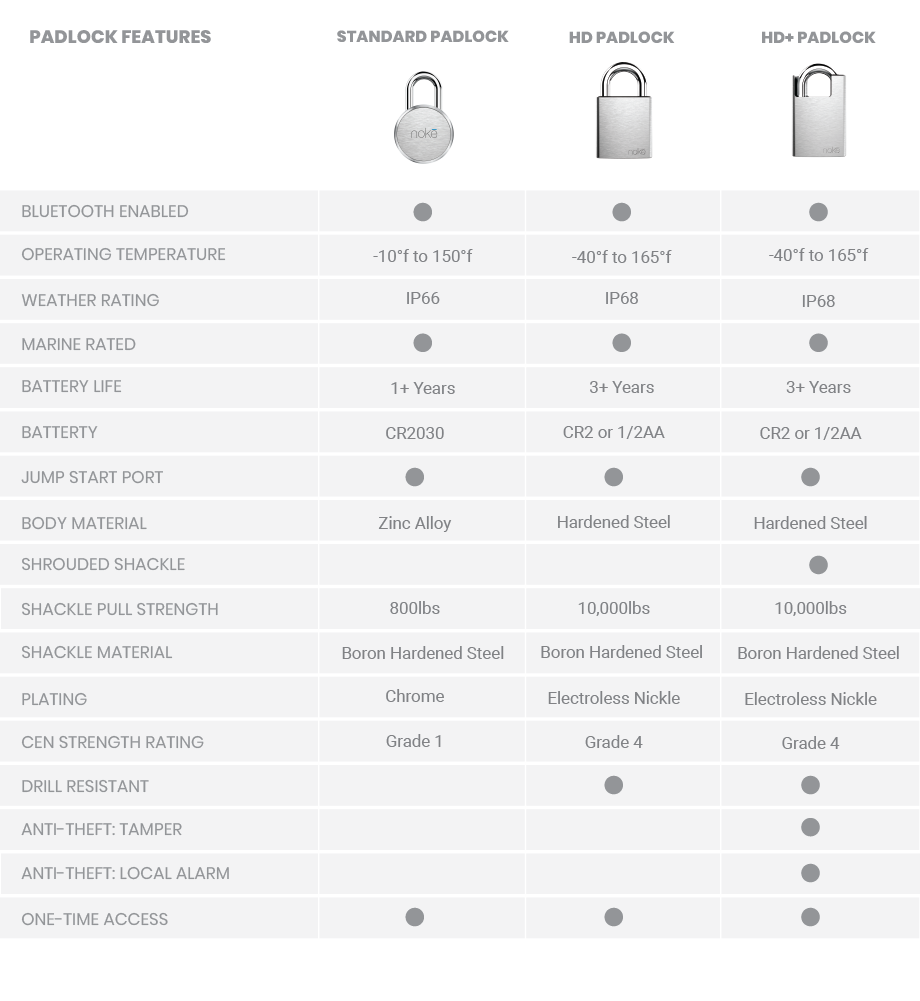 PADLOCK FEATURES STANDARD PADLOCK HD PADLOCK HD+ PADLOCK
nokē nokē nokē
BLUETOOTH ENABLED
OPERATING TEMPERATURE -10°f to 150°f -40°f to 165°f -40°f to 165°f
WEATHER RATING IP66 IP68 IP68
MARINE RATED
BATTERY LIFE 1+ Years 3+ Years 3+ Years
BATTERTY CR2030 CR2 or 1/2AA CR2 or 1/2AA
JUMP START PORT
BODY MATERIAL Zinc Alloy Hardened Steel Hardened Steel
SHROUDED SHACKLE
SHACKLE PULL STRENGTH 800lbs 10,000lbs 10,000lbs
SHACKLE MATERIAL Boron Hardened Steel Boron Hardened Steel Boron Hardened Steel
PLATING Chrome Electroless Nickle Electroless Nickle
CEN STRENGTH RATING Grade 1 Grade 4 Grade 4
DRILL RESISTANT
ANTI-THEFT: TAMPER
ANTI-THEFT: LOCAL ALARM
ONE-TIME ACCESS